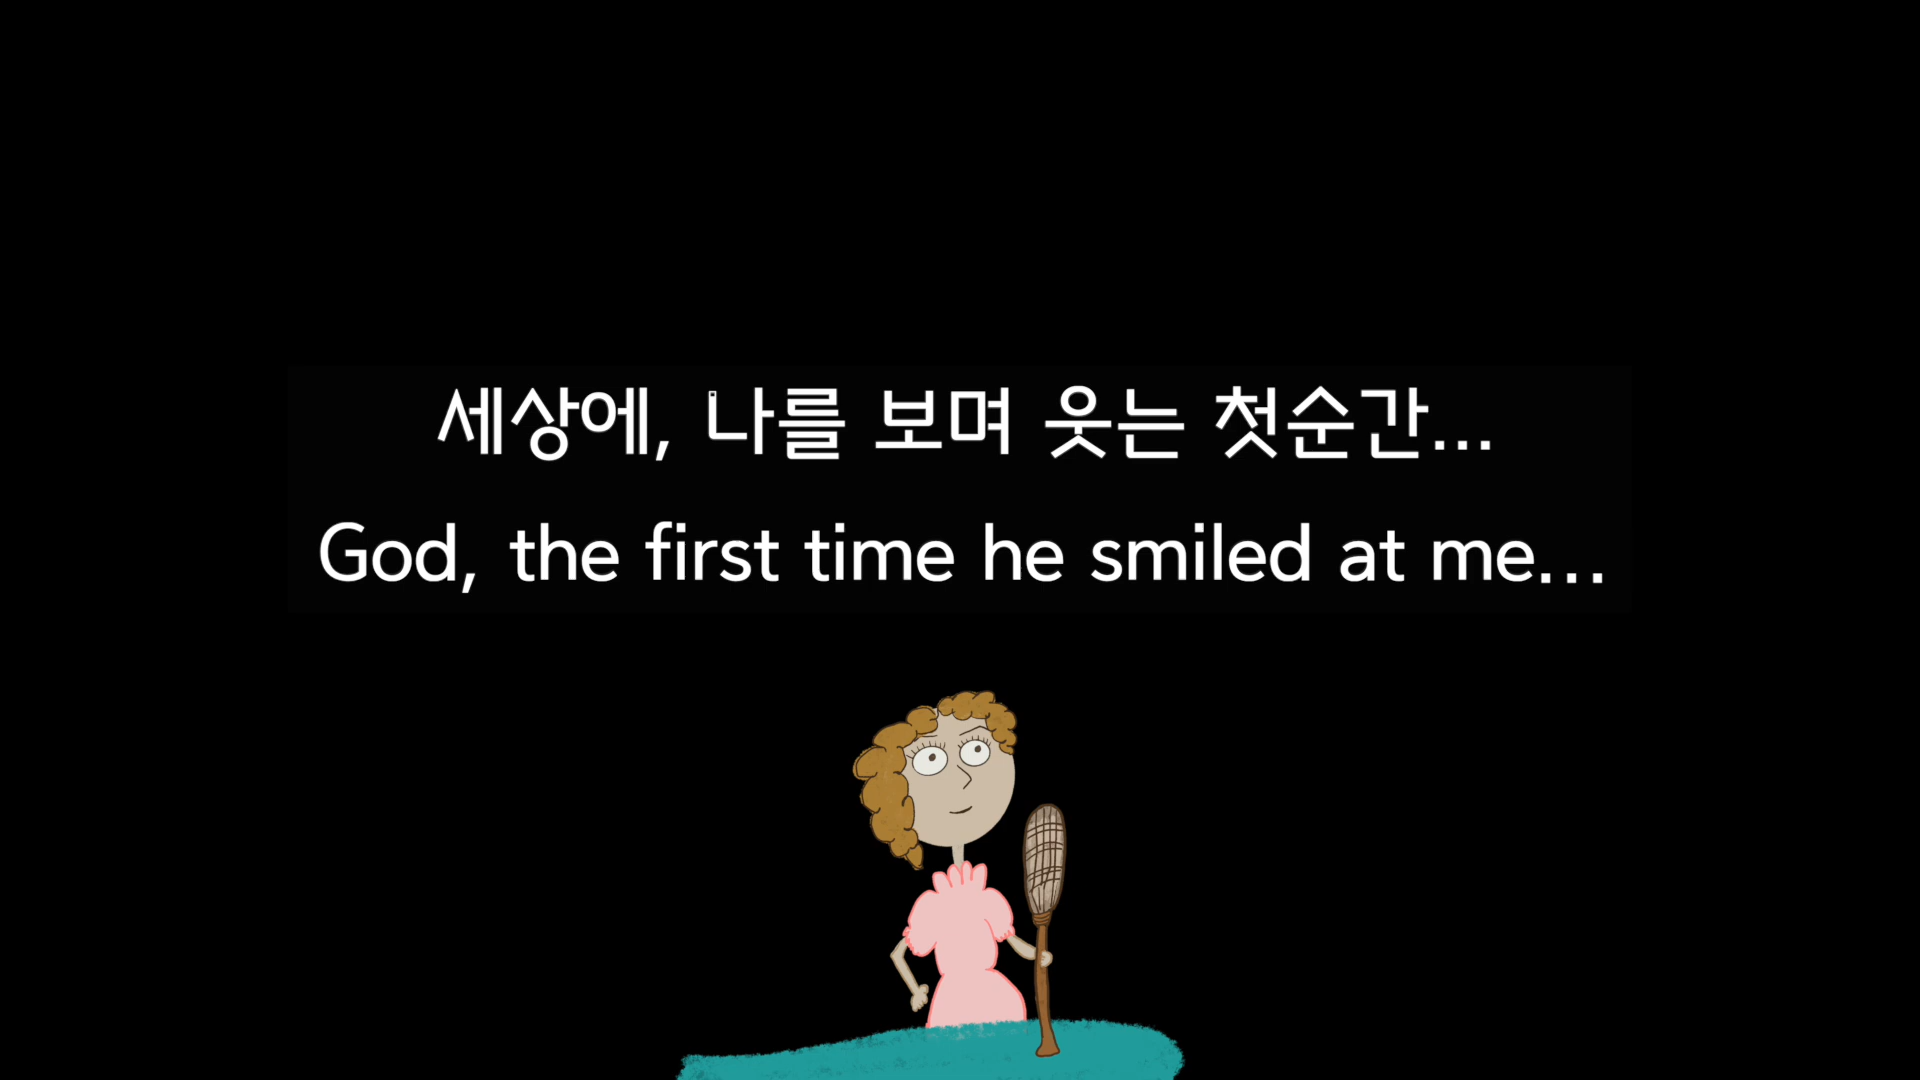 세상에, 나를 보며 웃는 첫순간...
God, the first time he smiled at me...